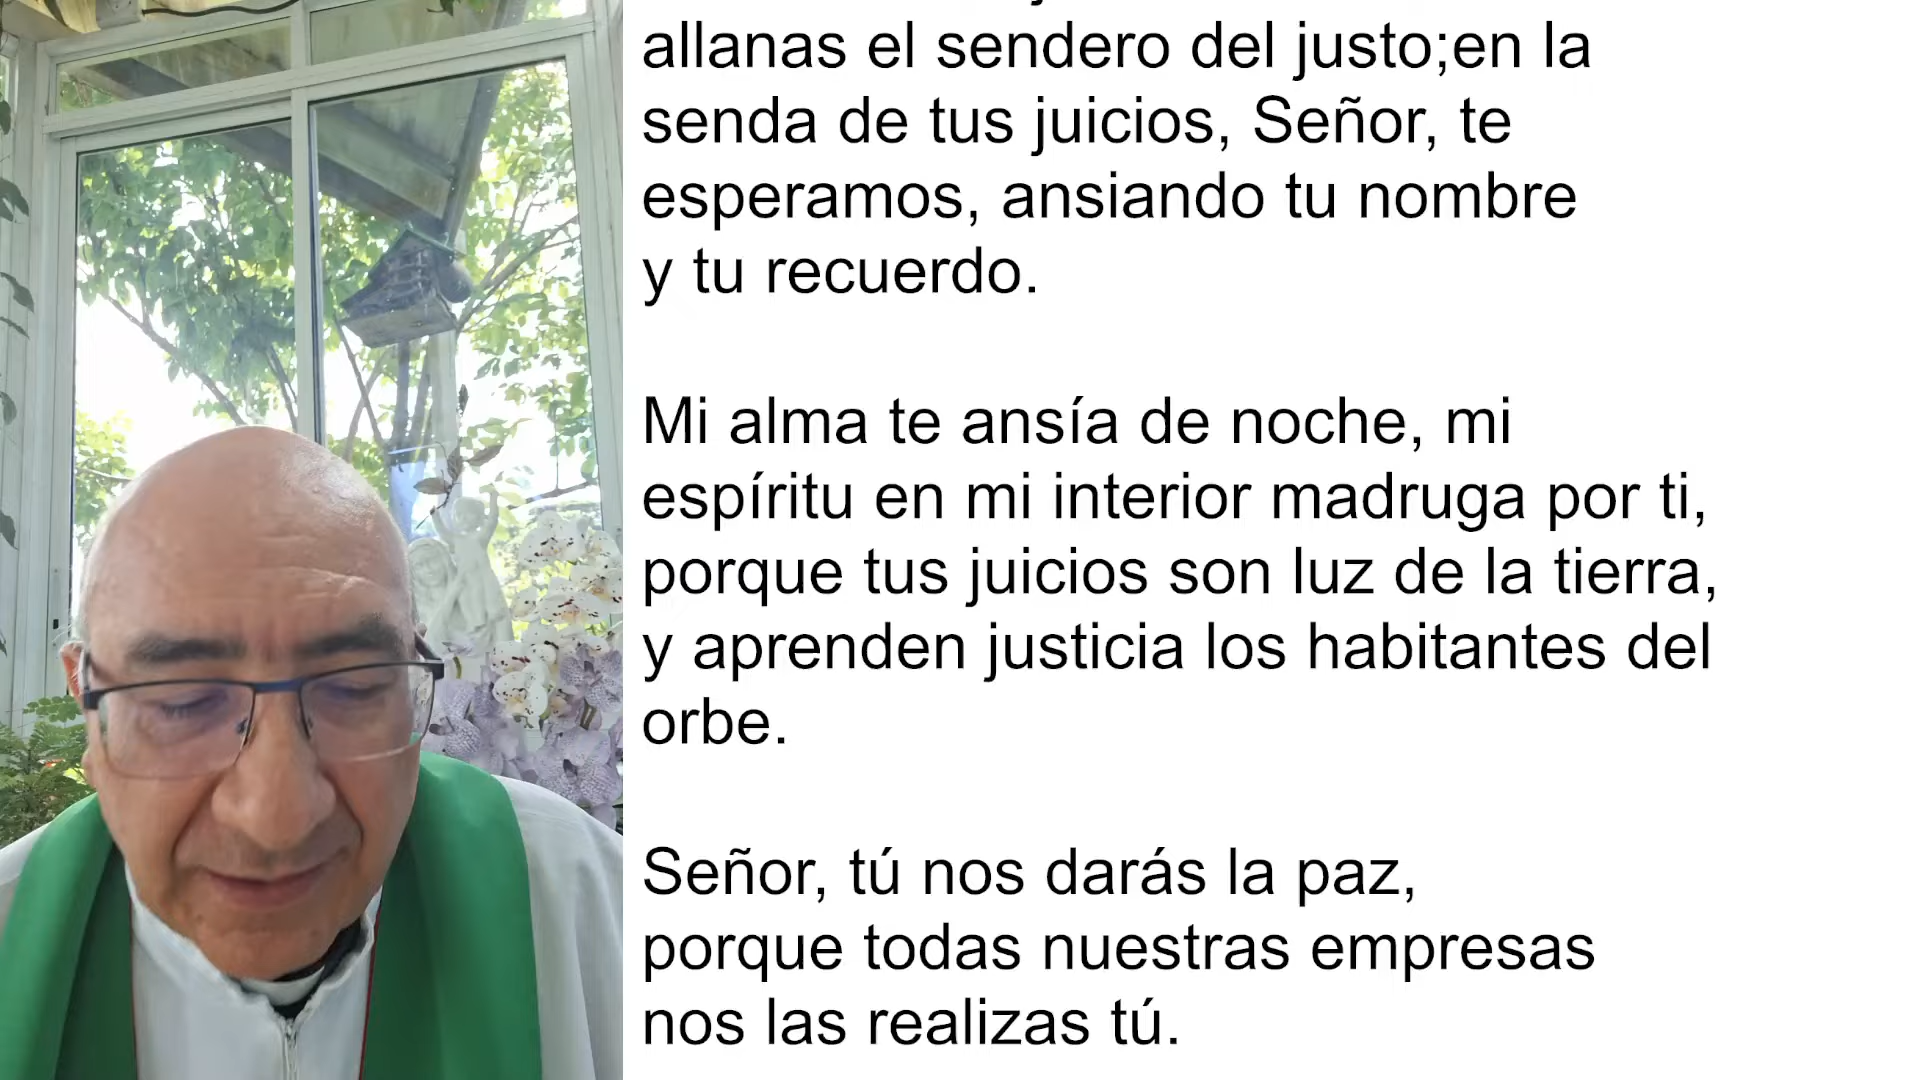 allanas el sendero del justo;en la
senda de tus juicios, Señor, te
esperamos, ansiando tu nombre
y tu recuerdo.
Mi alma te ansía de noche, mi
espíritu en mi interior madruga por ti,
porque tus juicios son luz de la tierra,
y aprenden justicia los habitantes del
orbe.
Señor, tú nos darás la paz,
porque todas nuestras empresas
nos las realizas tú.